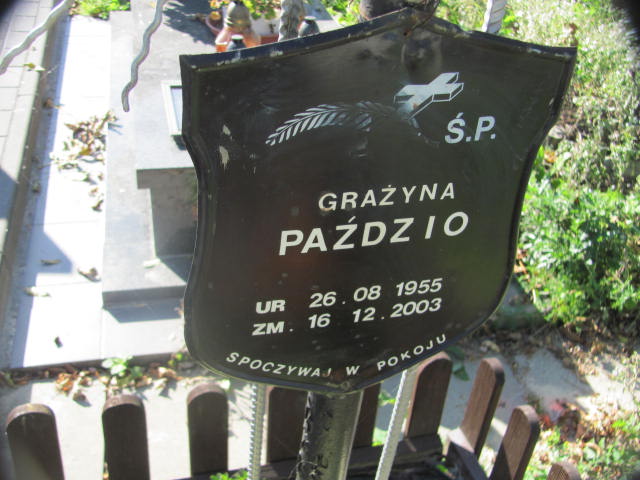 Ś.P.
GRAŻYNA
PAŹDZIO
UR 26.08 1955
ZM. 16 12.2003
SPOCZYWAJ W POKOJU